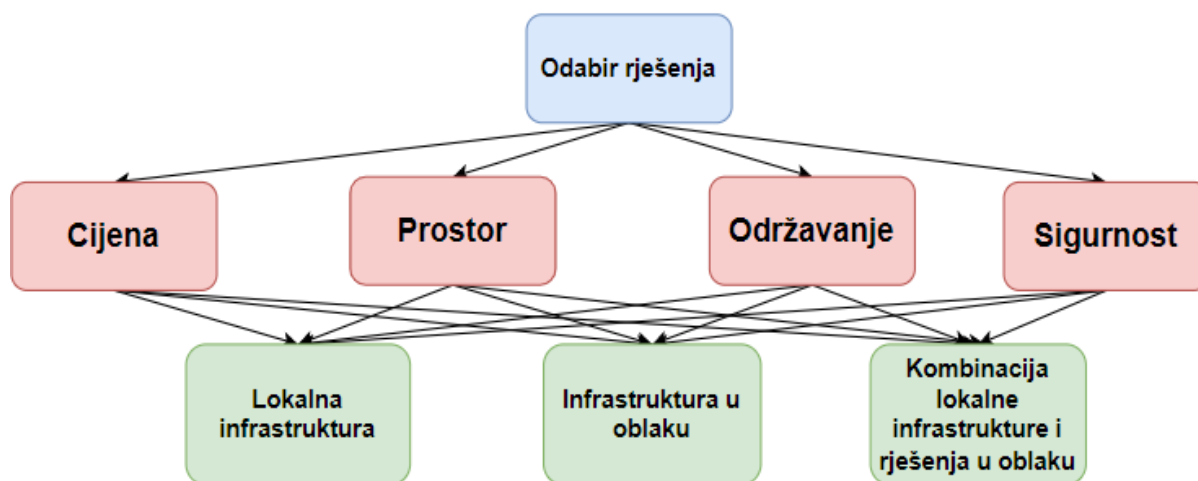 Odabir rješenja
Cijena
Prostor
Održavanje
Sigurnost
Lokalna
infrastruktura
Infrastruktura u
oblaku
Kombinacija
lokalne
infrastrukture i
rješenja u oblaku